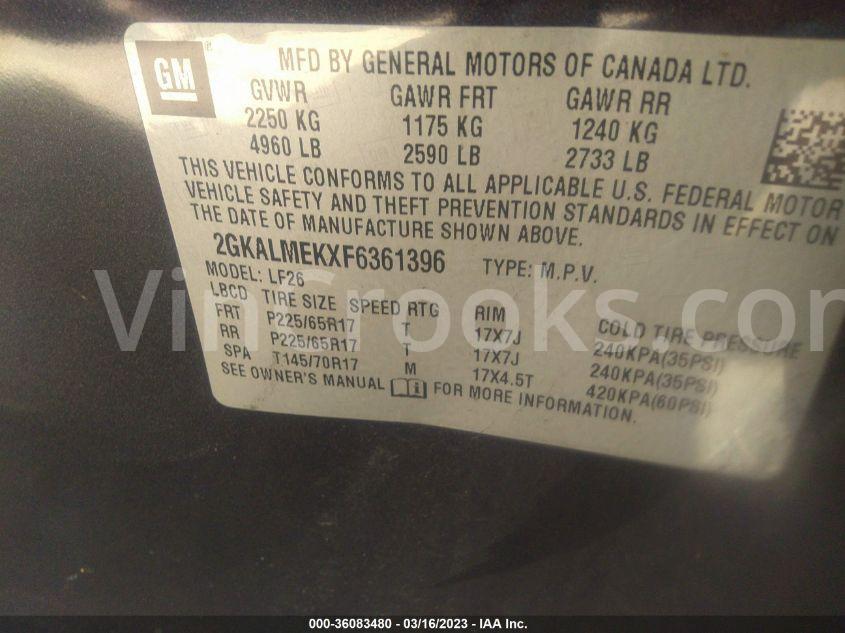 GM
MFD BY GENERAL MOTORS OF CANADA LTD.
GVWR GAWR FRT GAWR RR
2250 KG 1175 KG 1240 KG
4960 LB 2590 LB 2733 LB
THIS VEHICLE CONFORMS TO ALL APPLICABLE U.S. FEDERAL MOTOR
VEHICLE SAFETY AND THEFT PREVENTION STANDARDS IN EFFECT ON
THE DATE OF MANUFACTURE SHOWN ABOVE.
2GKALMEKXF6361396 TYPE: M.P.V.
MODEL: LF26
LBCD TIRE SIZE SPEED RTG RIM COLD TIRE PRESSURE
FRT P225/65R17 T 17X7J 240KPA(35PSI)
RR P225/65R17 T 17X7J 240KPA(35PSI)
SPA T145/70R17 M 17X4.5T 420KPA(60PSI)
SEE OWNER'S MANUAL FOR MORE INFORMATION.
000-36083480 - 03/16/2023 - IAA Inc.